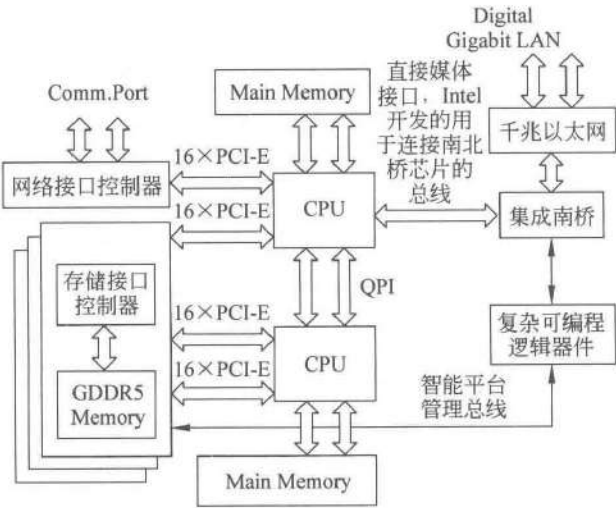 Digital
Gigabit LAN
Comm.Port
Main Memory
直接媒体
接口，Intel
开发的用
于连接南北
桥芯片的
总线
千兆以太网
网络接口控制器
16×PCI-E
CPU
集成南桥
16×PCI-E
存储接口
控制器
QPI
16×PCI-E
复杂可编程
逻辑器件
CPU
16×PCI-E
GDDR5
Memory
智能平台
管理总线
Main Memory